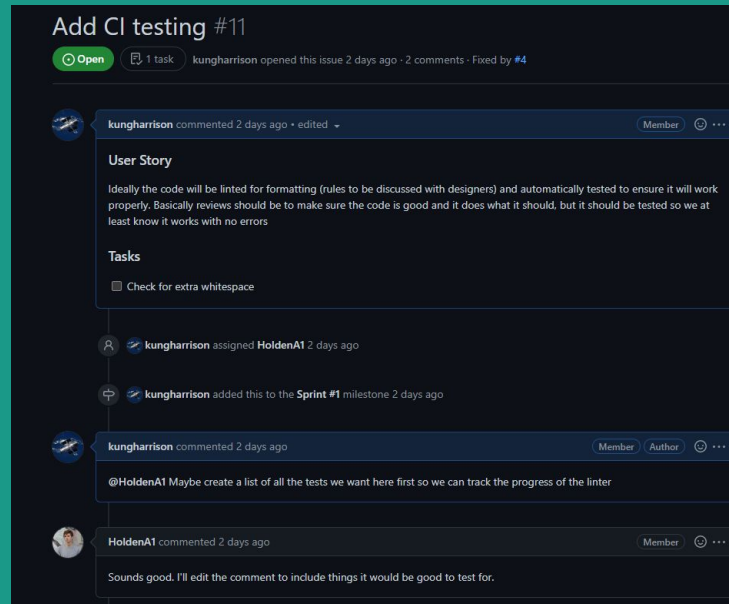 Add CI testing #11
Open 1 task kungharrison opened this issue 2 days ago · 2 comments · Fixed by #4
kungharrison commented 2 days ago • edited Member
User Story
Ideally the code will be linted for formatting (rules to be discussed with designers) and automatically tested to ensure it will work
properly. Basically reviews should be to make sure the code is good and it does what it should, but it should be tested so we at
least know it works with no errors
Tasks
Check for extra whitespace
kungharrison assigned HoldenA1 2 days ago
kungharrison added this to the Sprint #1 milestone 2 days ago
kungharrison commented 2 days ago Member Author
@HoldenA1 Maybe create a list of all the tests we want here first so we can track the progress of the linter
HoldenA1 commented 2 days ago Member
Sounds good. I'll edit the comment to include things it would be good to test for.